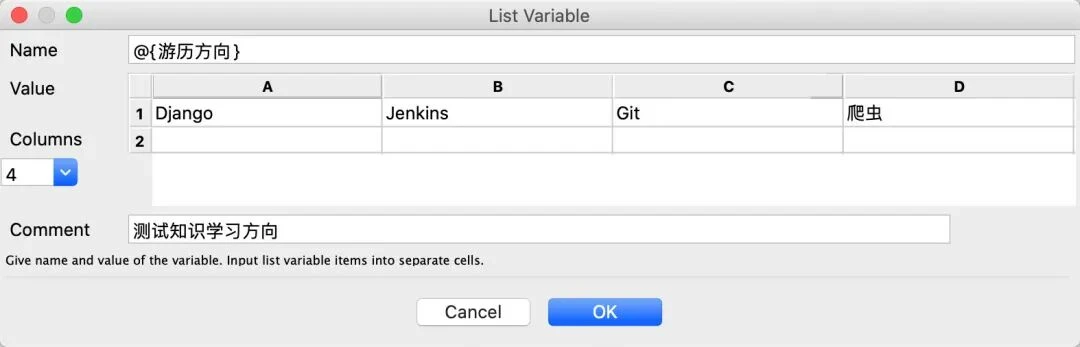 List Variable
Name @{游历方向}
Value
A B C D
1 Django Jenkins Git 爬虫
2
Columns
4
Comment 测试知识学习方向
Give name and value of the variable. Input list variable items into separate cells.
Cancel OK